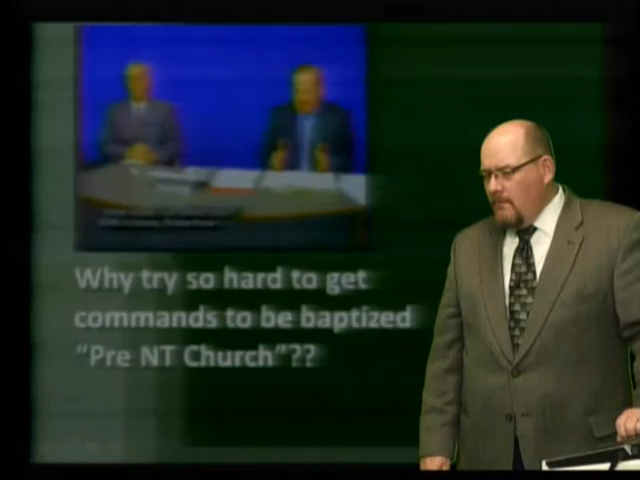 Why try so hard to get
commands to be baptized
“Pre NT Church”??